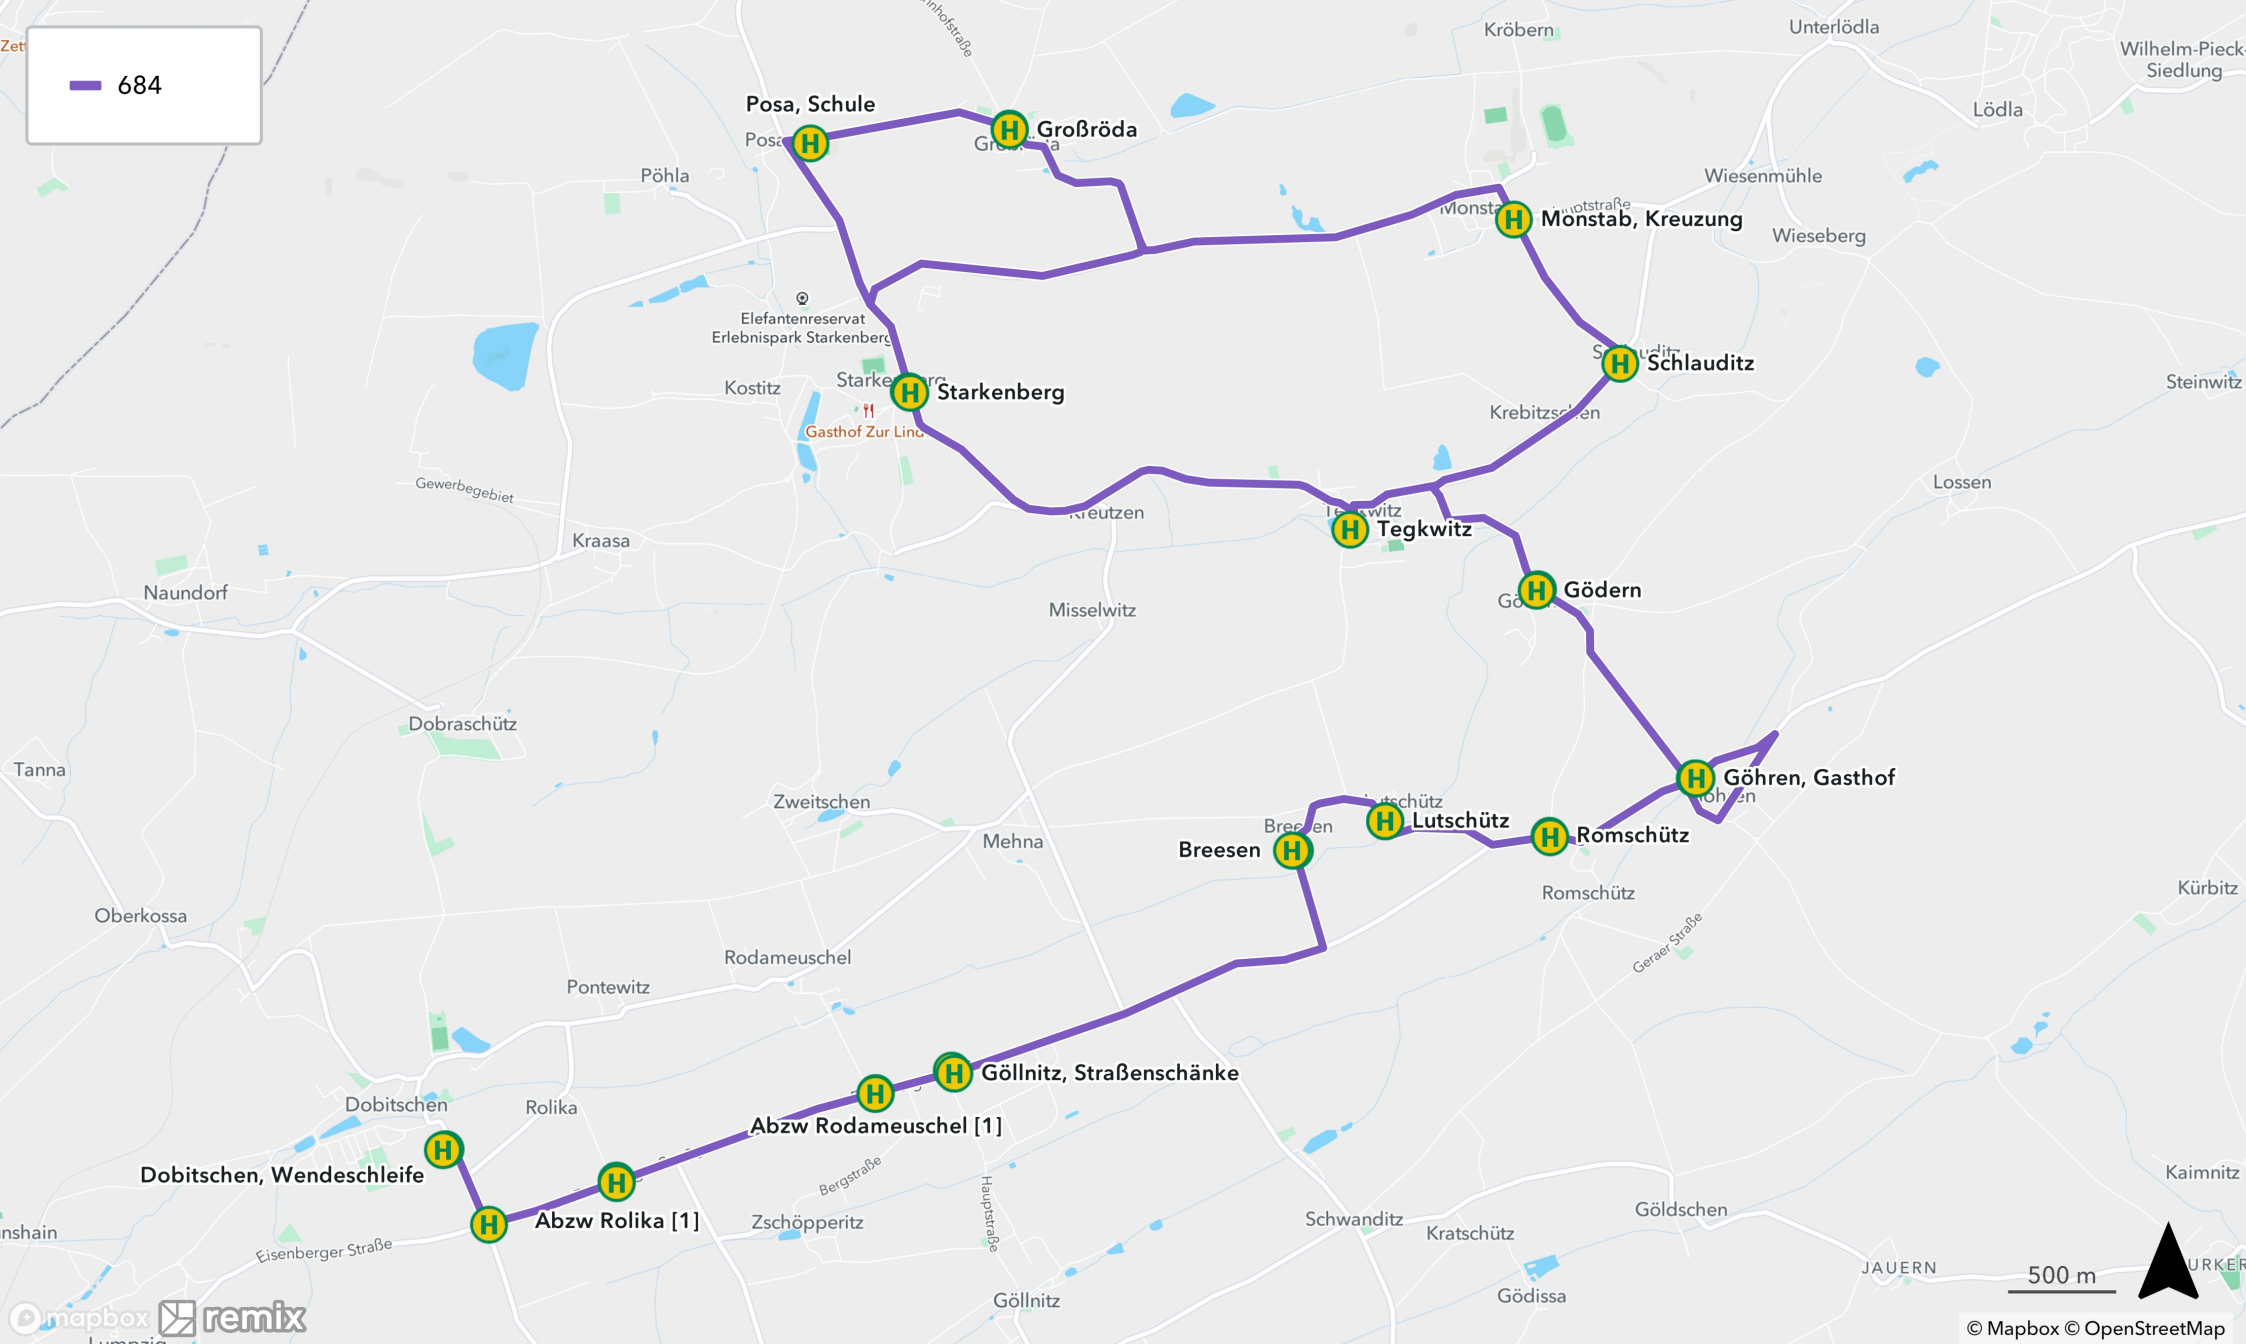 684
Kröbern
Unterlödla
Wilhelm-Pieck-
Siedlung
Lödla
Posa, Schule
Großröda
Pöhla
Wiesenmühle
Monstab, Kreuzung
Wieseberg
Elefantenreservat
Erlebnispark Starkenberg
Schlauditz
Kostitz
Starkenberg
Steinwitz
Gasthof Zur Lind
Krebitzschen
Gewerbegebiet
Lossen
Kreutzen
Tegkwitz
Kraasa
Naundorf
Gödern
Misselwitz
Dobraschütz
Tanna
Göhren, Gasthof
Zweitschen
Lutschütz
Romschütz
Mehna
Breesen
Breesen
Romschütz
Kürbitz
Oberkossa
Geraer Straße
Rodameuschel
Pontewitz
Göllnitz, Straßenschänke
Dobitschen
Rolika
Abzw Rodameuschel [1]
Dobitschen, Wendeschleife
Bergstraße
Hauptstraße
Kaimnitz
Abzw Rolika [1]
Zschöpperitz
Schwanditz
Kratschütz
Göldschen
nshain
Eisenberger Straße
JAUERN
URKER
500 m
Göllnitz
Gödissa
mapbox
remix
© Mapbox © OpenStreetMap